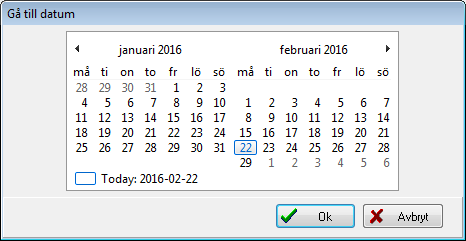 Gå till datum
januari 2016 februari 2016
må ti on to fr lö sö må ti on to fr lö sö
28 29 30 31 1 2 3
4 5 6 7 8 9 10 1 2 3 4 5 6 7
11 12 13 14 15 16 17 8 9 10 11 12 13 14
18 19 20 21 22 23 24 15 16 17 18 19 20 21
25 26 27 28 29 30 31 22 23 24 25 26 27 28
29 1 2 3 4 5 6
Today: 2016-02-22
Ok Avbryt